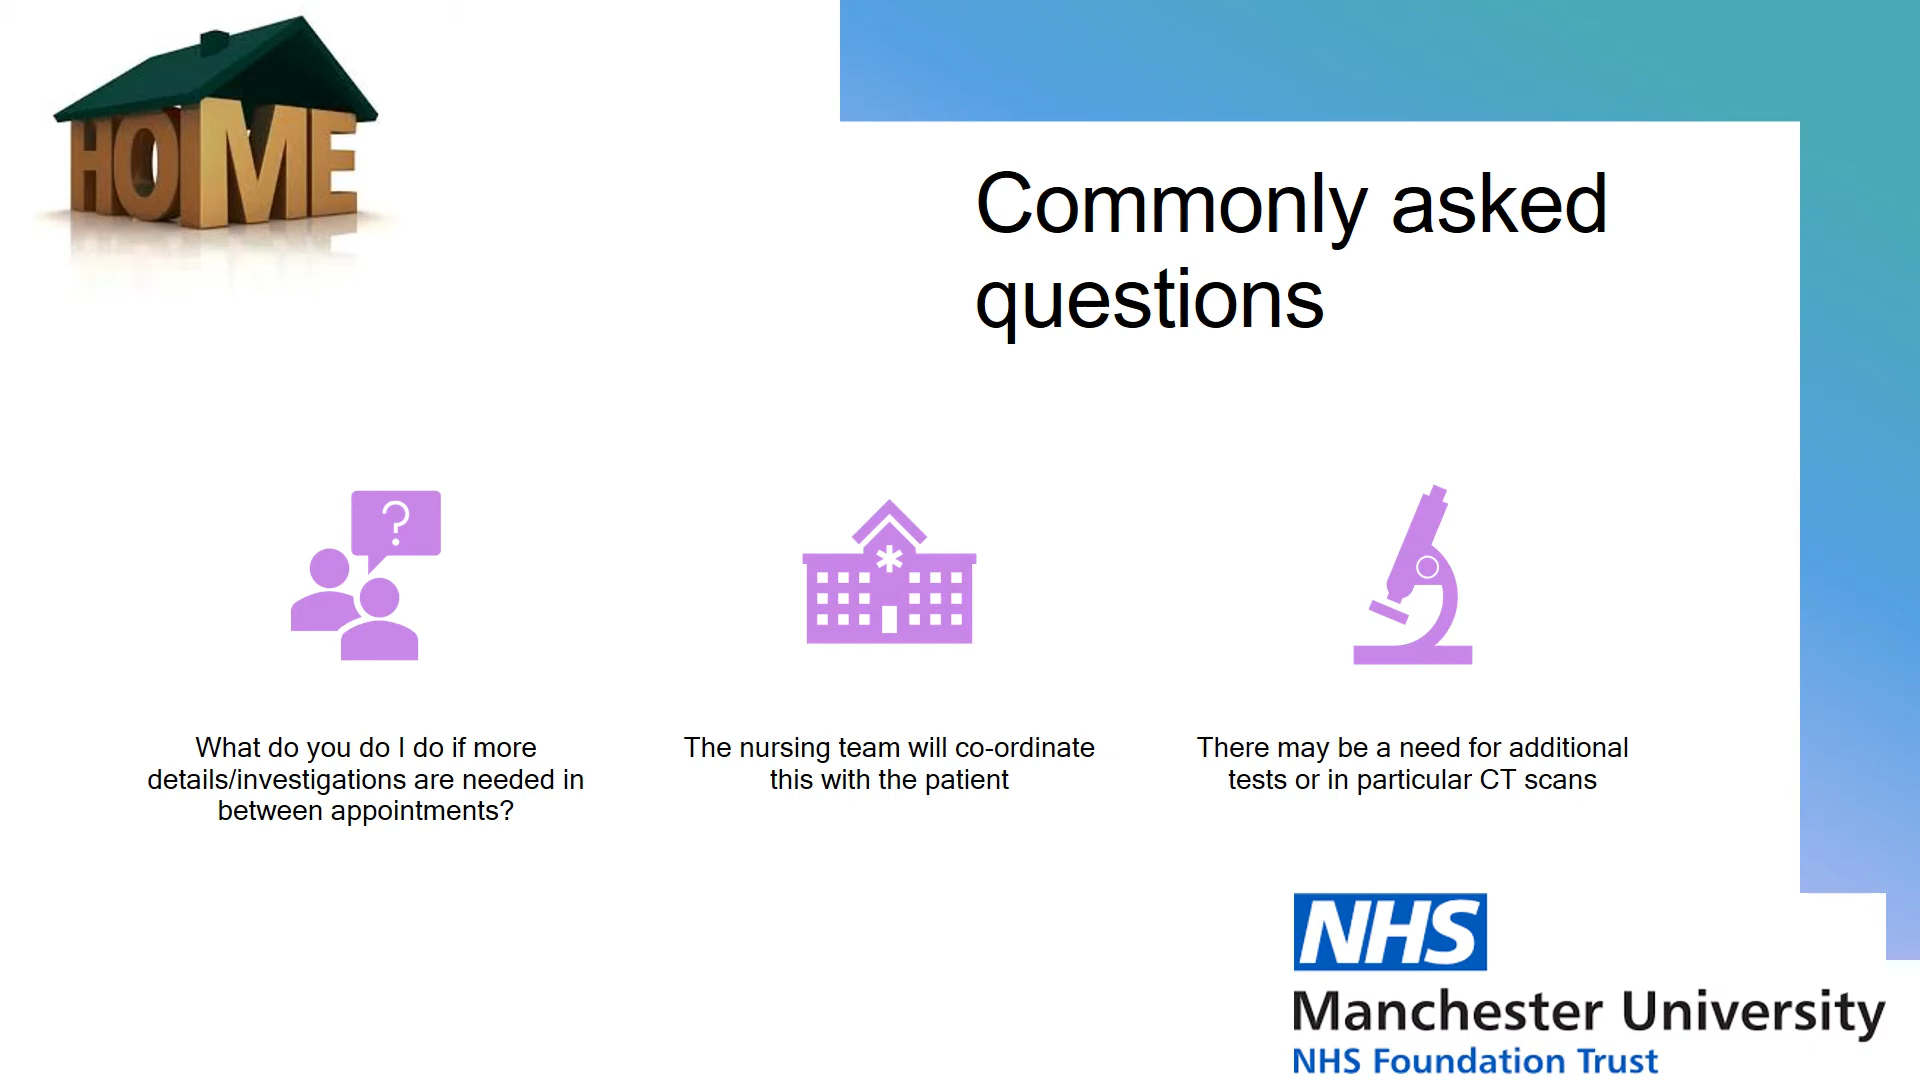 HOME
Commonly asked
questions
?
What do you do I do if more
details/investigations are needed in
between appointments?
The nursing team will co-ordinate
this with the patient
There may be a need for additional
tests or in particular CT scans
NHS
Manchester University
NHS Foundation Trust